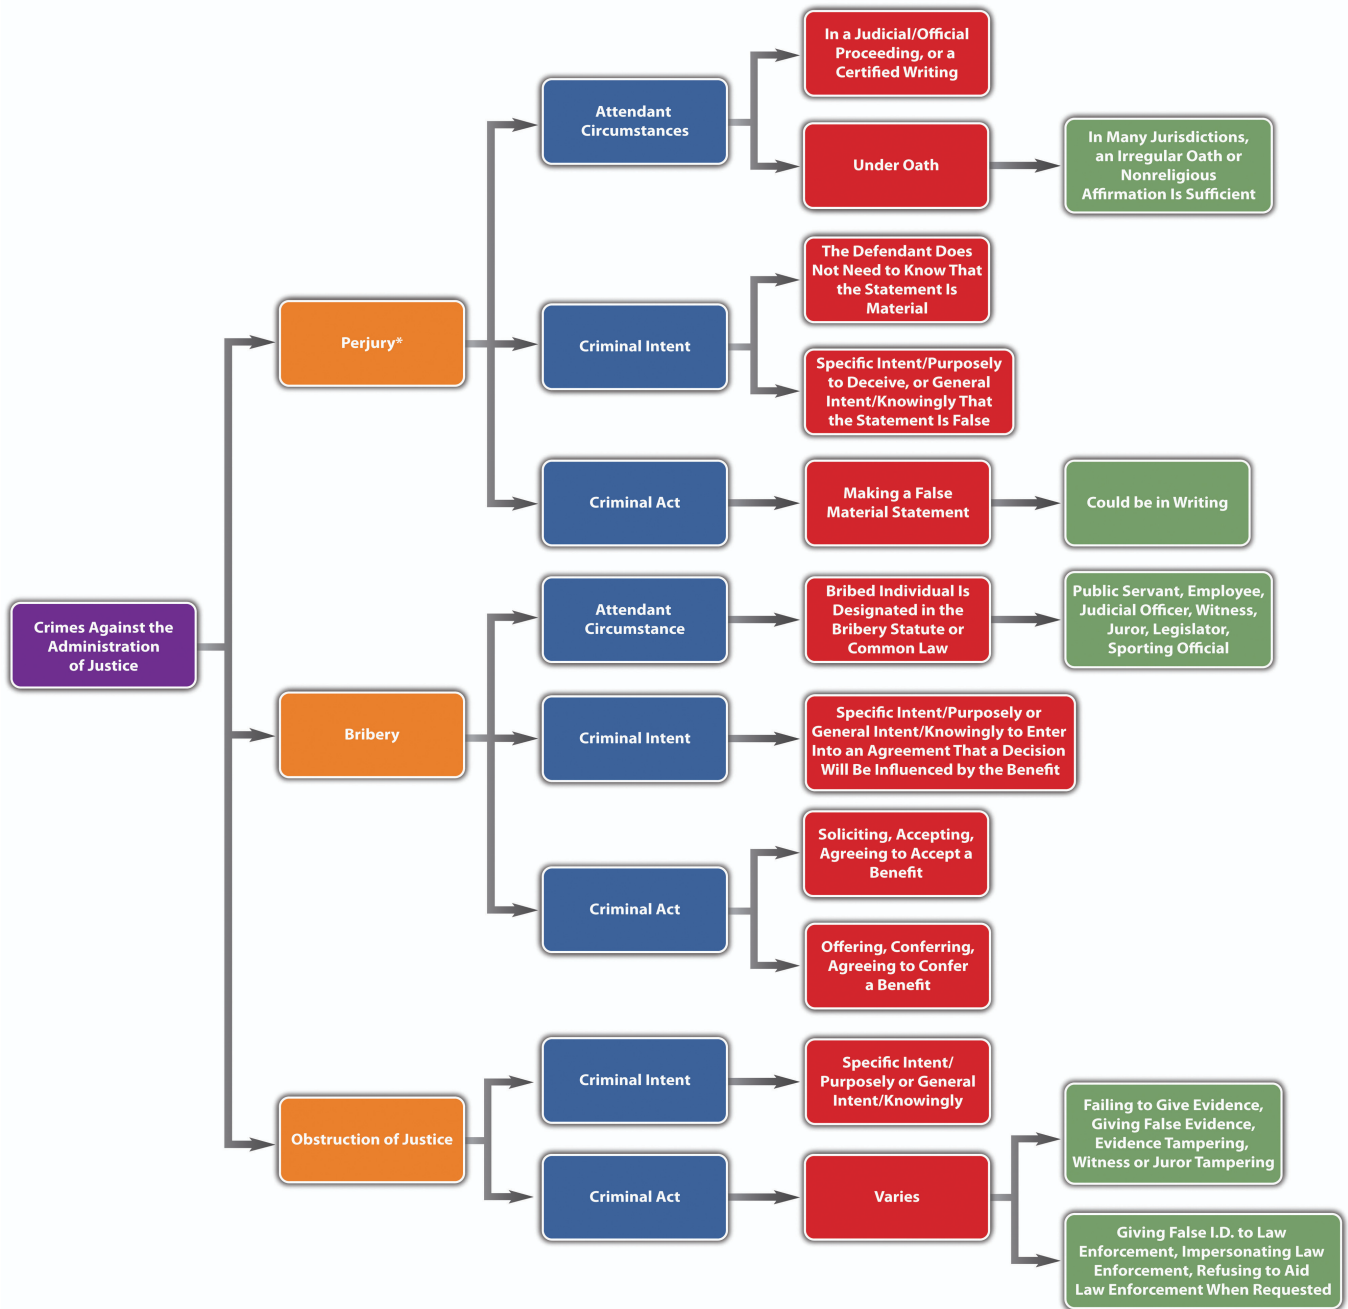 Crimes Against the
Administration
of Justice
Perjury*
Attendant
Circumstances
In a Judicial/Official
Proceeding, or a
Certified Writing
Under Oath
In Many Jurisdictions,
an Irregular Oath or
Nonreligious
Affirmation Is Sufficient
Criminal Intent
The Defendant Does
Not Need to Know That
the Statement Is
Material
Specific Intent/Purposely
to Deceive, or General
Intent/Knowingly That
the Statement Is False
Criminal Act
Making a False
Material Statement
Could be in Writing
Bribery
Attendant
Circumstance
Bribed Individual Is
Designated in the
Bribery Statute or
Common Law
Public Servant, Employee,
Judicial Officer, Witness,
Juror, Legislator,
Sporting Official
Criminal Intent
Specific Intent/Purposely or
General Intent/Knowingly to Enter
Into an Agreement That a Decision
Will Be Influenced by the Benefit
Criminal Act
Soliciting, Accepting,
Agreeing to Accept a
Benefit
Offering, Conferring,
Agreeing to Confer
a Benefit
Obstruction of Justice
Criminal Intent
Specific Intent/
Purposely or General
Intent/Knowingly
Criminal Act
Varies
Failing to Give Evidence,
Giving False Evidence,
Evidence Tampering,
Witness or Juror Tampering
Giving False I.D. to Law
Enforcement, Impersonating Law
Enforcement, Refusing to Aid
Law Enforcement When Requested